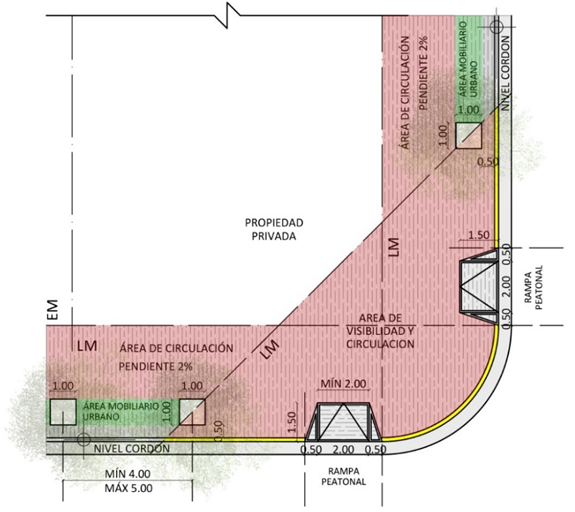 ÁREA DE CIRCULACIÓN
PENDIENTE 2%
ÁREA MOBILIARIO
URBANO
NIVEL CORDON
1.00
1.00
0.50
PROPIEDAD
PRIVADA
LM
1.50
0.50
2.00
0.50
RAMPA
PEATONAL
EM
LM
ÁREA DE CIRCULACIÓN
PENDIENTE 2%
LM
AREA DE
VISIBILIDAD Y
CIRCULACION
1.00
1.00
ÁREA MOBILIARIO
URBANO
1.00
0.50
MÍN 2.00
1.50
NIVEL CORDON
0.50
2.00
0.50
MÍN 4.00
MÁX 5.00
RAMPA
PEATONAL